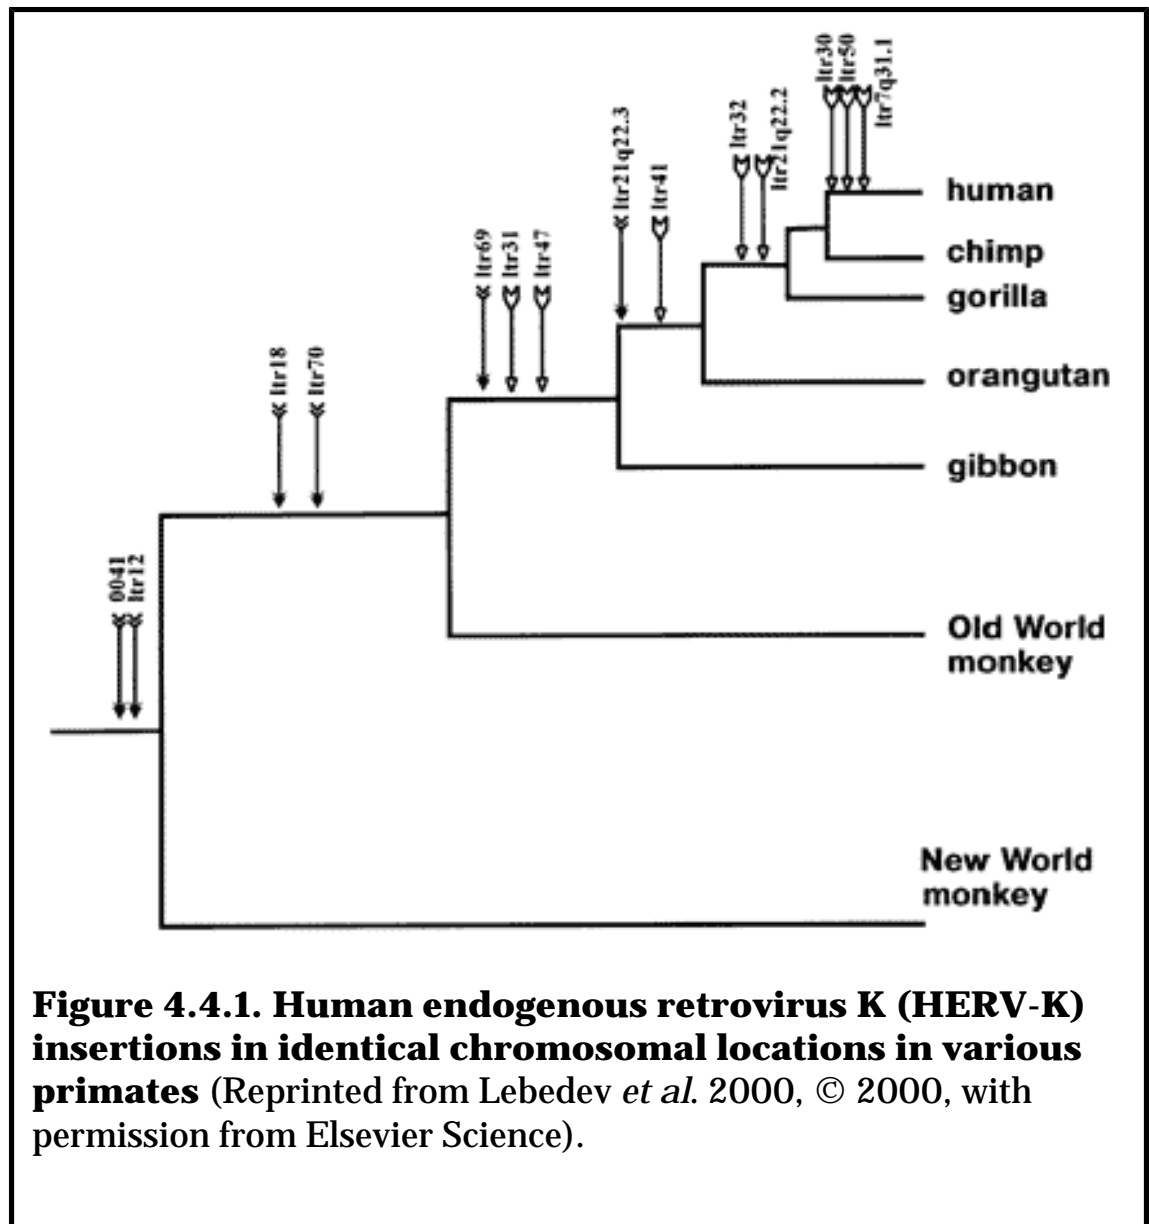 ltr30
ltr50
ltr7q31.1
ltr32
ltr21q22.2
ltr21q22.3
ltr41
human
chimp
gorilla
ltr69
ltr31
ltr47
orangutan
ltr18
ltr70
gibbon
0041
ltr12
Old World
monkey
New World
monkey
Figure 4.4.1. Human endogenous retrovirus K (HERV-K)
insertions in identical chromosomal locations in various
primates (Reprinted from Lebedev et al. 2000, © 2000, with
permission from Elsevier Science).